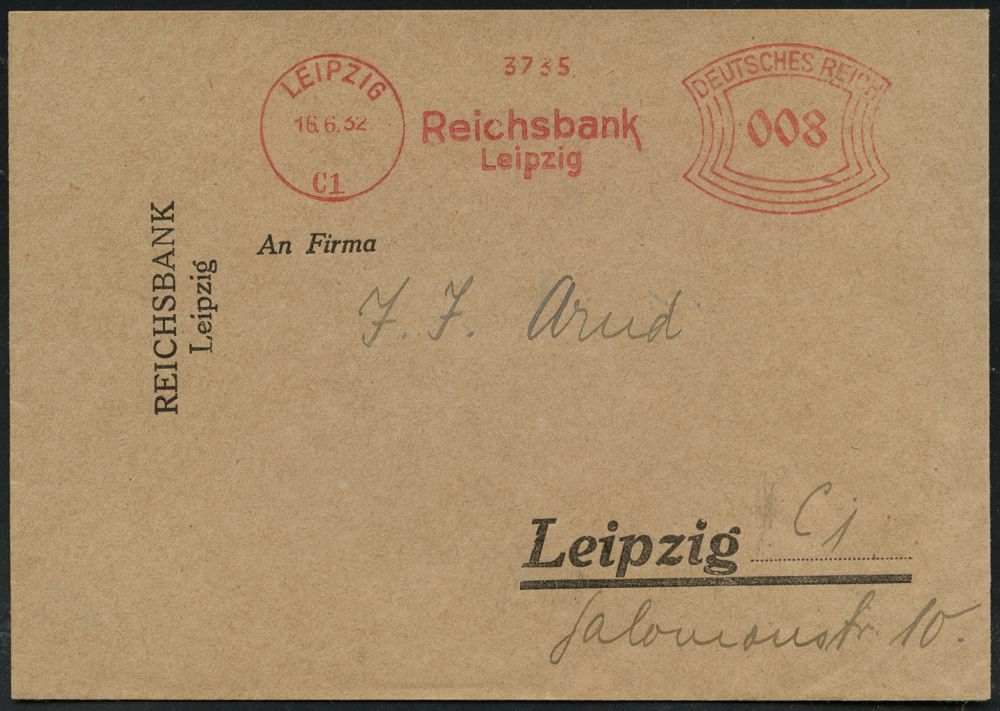 LEIPZIG
16.6.32
C1
3735
Reichsbank
Leipzig
DEUTSCHES REICH
008
REICHSBANK
Leipzig
An Firma
J. J. Arnd
Leipzig C1
Salomonstr. 10.